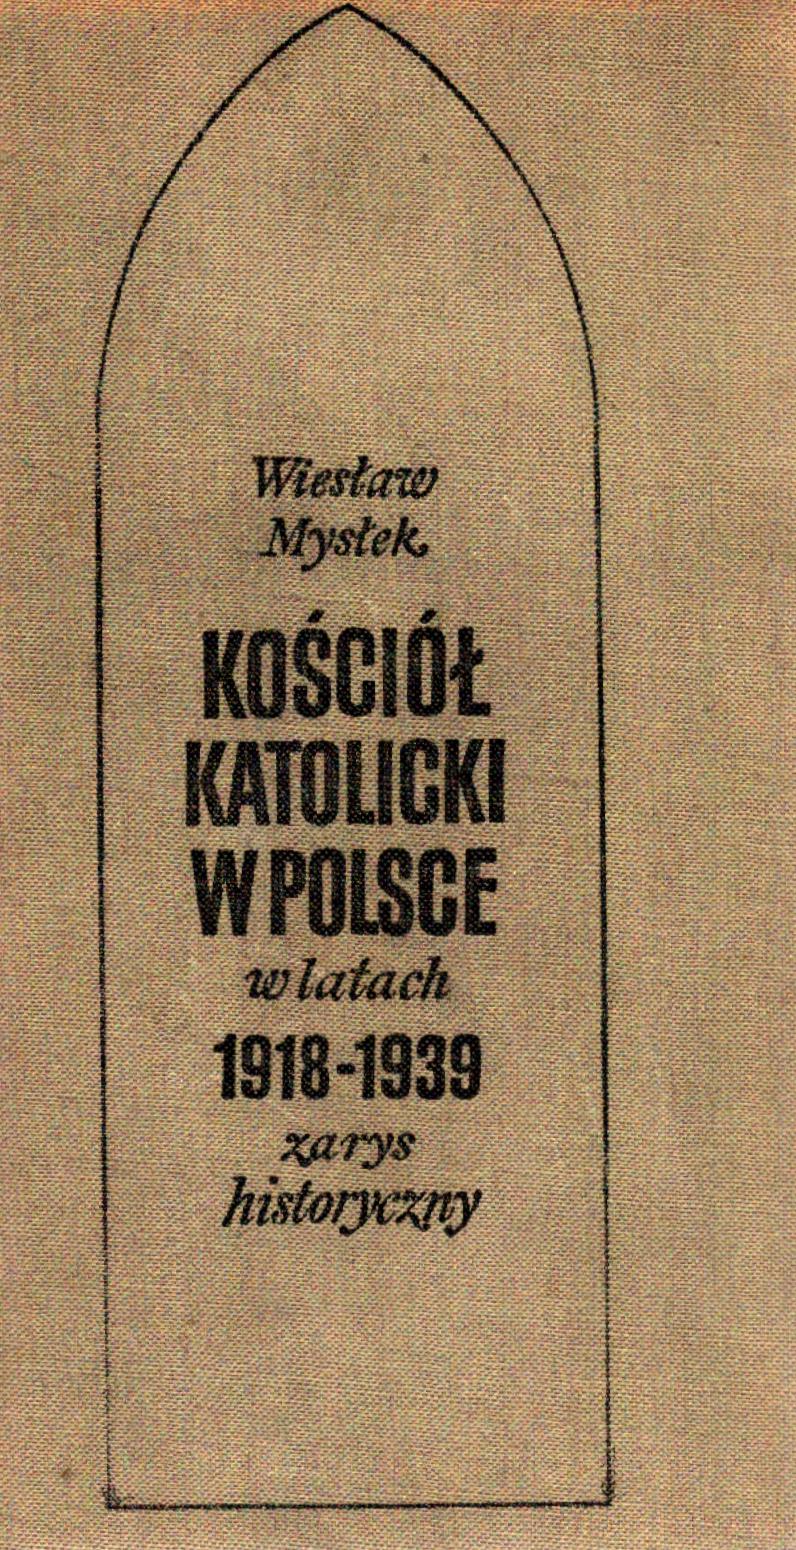 Wiesław
Mysłek
KOŚCIÓŁ
KATOLICKI
W POLSCE
w latach
1918-1939
zarys
historyczny